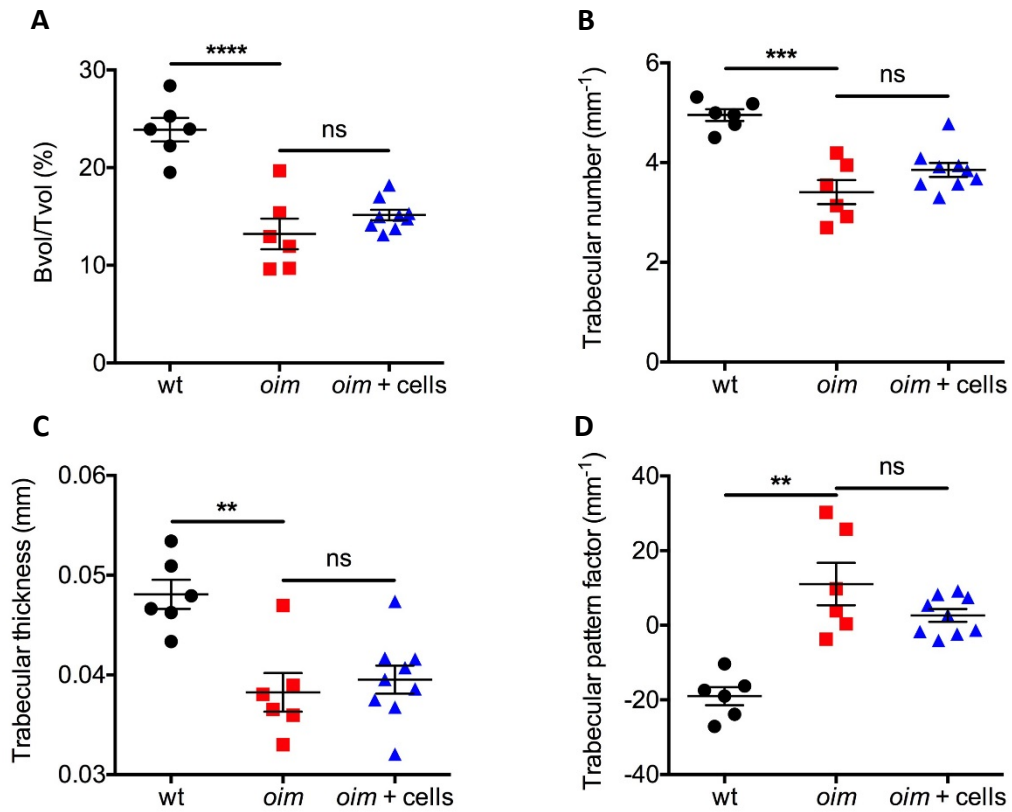 A
Bvol/Tvol (%)
30
20
10
0
****
ns
wt
oim
oim + cells
B
Trabecular number (mm⁻¹)
6
4
2
0
***
ns
wt
oim
oim + cells
C
Trabecular thickness (mm)
0.06
0.05
0.04
0.03
**
ns
wt
oim
oim + cells
D
Trabecular pattern factor (mm⁻¹)
40
20
0
-20
-40
**
ns
wt
oim
oim + cells